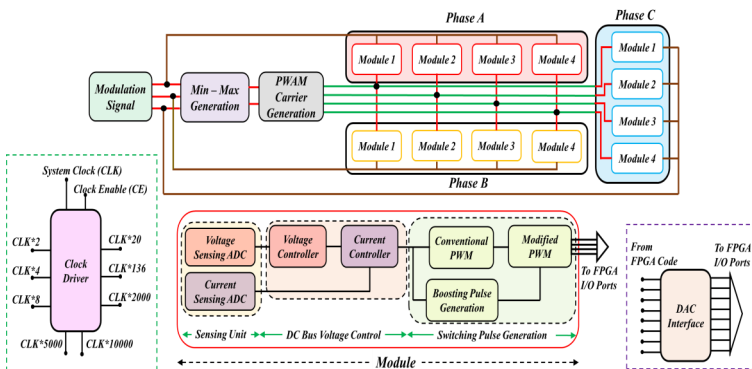 Phase A
Phase C
Module 1
Module 2
Module 3
Module 4
Module 1
Module 2
Module 3
Module 4
Modulation
Signal
Min – Max
Generation
PWAM
Carrier
Generation
Module 1
Module 2
Module 3
Module 4
Phase B
System Clock (CLK)
Clock Enable (CE)
CLK*2
CLK*4
CLK*8
Clock
Driver
CLK*20
CLK*136
CLK*2000
CLK*5000
CLK*10000
Voltage
Sensing ADC
Current
Sensing ADC
Voltage
Controller
Current
Controller
Conventional
PWM
Modified
PWM
Boosting Pulse
Generation
To FPGA
I/O Ports
Sensing Unit
DC Bus Voltage Control
Switching Pulse Generation
Module
From
FPGA Code
DAC
Interface
To FPGA
I/O Ports